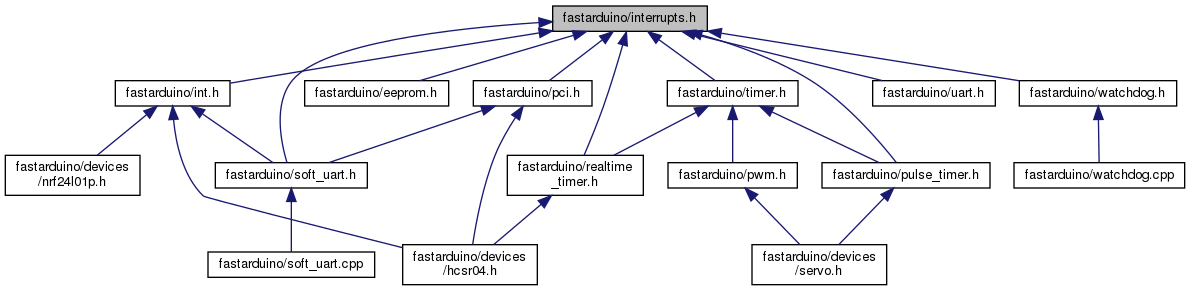 fastarduino/interrupts.h
fastarduino/int.h
fastarduino/eeprom.h
fastarduino/pci.h
fastarduino/timer.h
fastarduino/uart.h
fastarduino/watchdog.h
fastarduino/devices
/nrf24l01p.h
fastarduino/soft_uart.h
fastarduino/realtime
_timer.h
fastarduino/pwm.h
fastarduino/pulse_timer.h
fastarduino/watchdog.cpp
fastarduino/soft_uart.cpp
fastarduino/devices
/hcsr04.h
fastarduino/devices
/servo.h